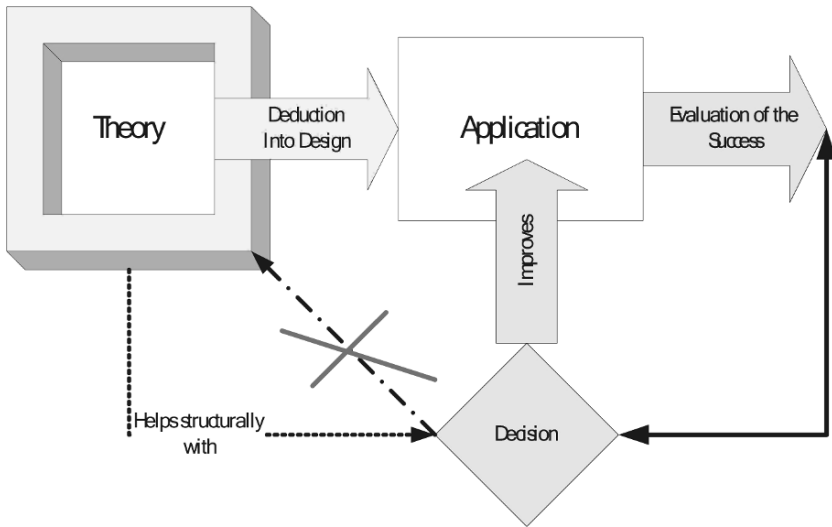 Theory
Deduction
Into Design
Application
Evaluation of the
Success
Improves
Helps structurally
with
Decision